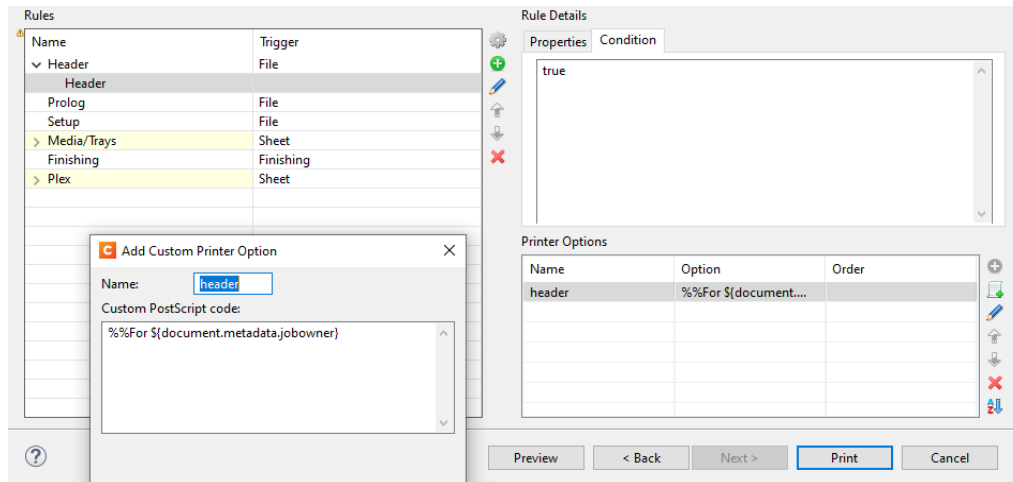 Rules
Name Trigger
Header File
Header
Prolog File
Setup File
Media/Trays Sheet
Finishing Finishing
Plex Sheet
Rule Details
Properties Condition
true
Printer Options
Name Option Order
header %%For ${document....
C Add Custom Printer Option
Name: header
Custom PostScript code:
%%For ${document.metadata.jobowner}
? Preview < Back Next > Print Cancel